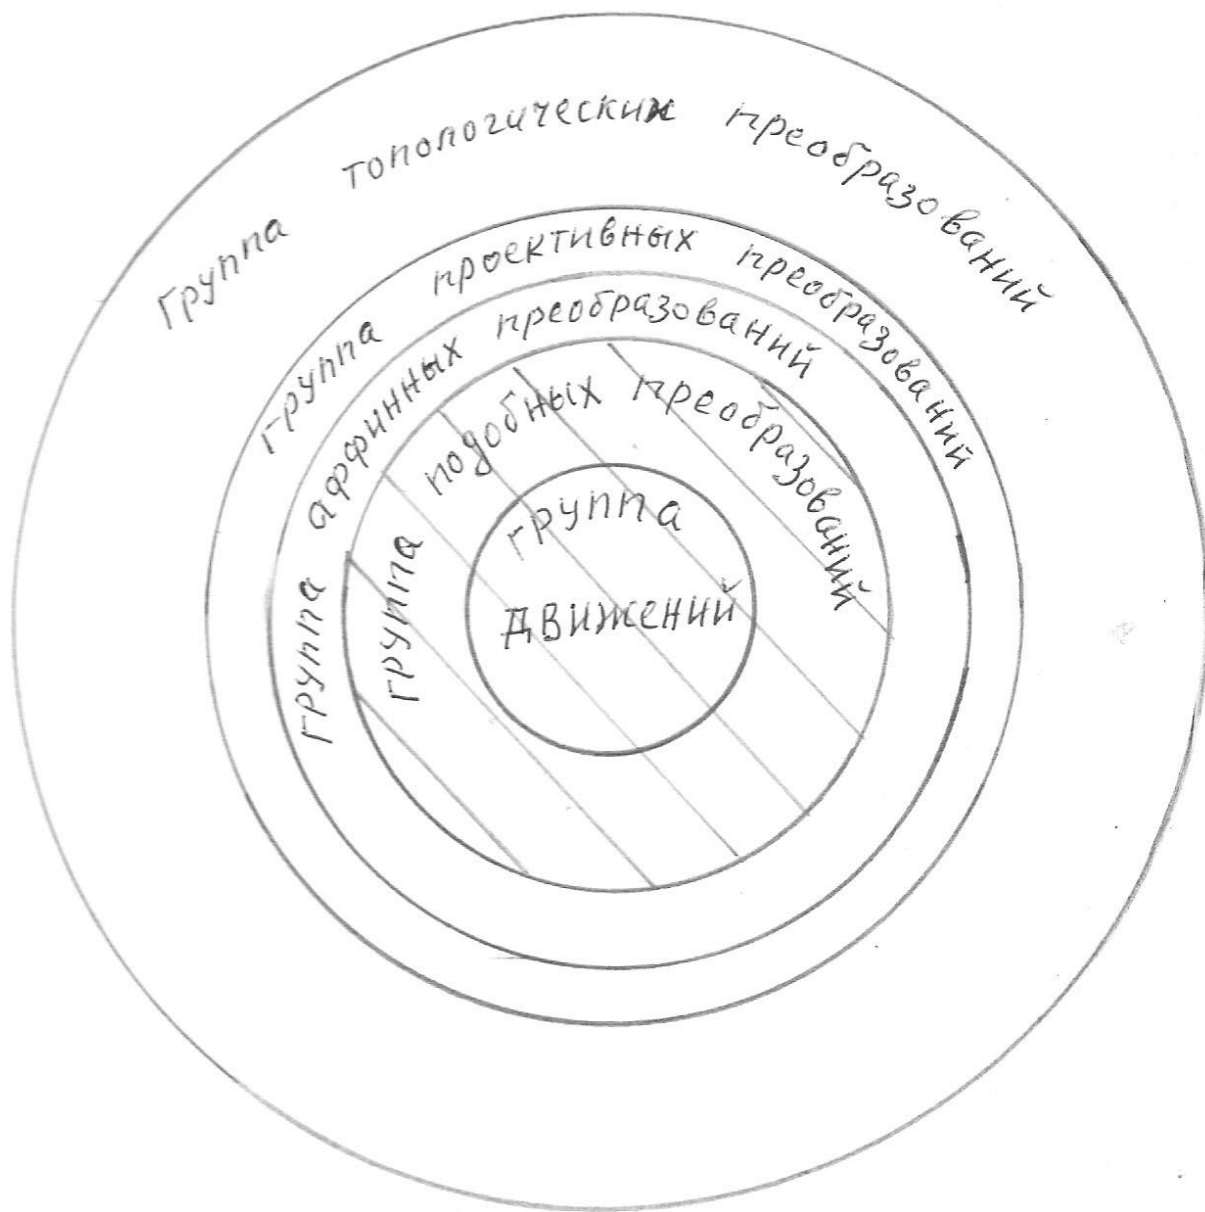 Группа топологических преобразований
группа проективных преобразований
группа аффинных преобразований
группа подобных преобразований
группа
движений